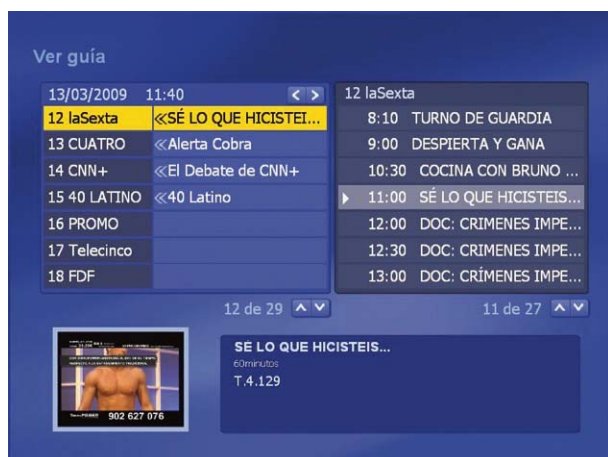 Ver guía
13/03/2009 11:40 < >
12 laSexta «SÉ LO QUE HICISTEI...
13 CUATRO «Alerta Cobra
14 CNN+ «El Debate de CNN+
15 40 LATINO «40 Latino
16 PROMO
17 Telecinco
18 FDF
12 de 29
12 laSexta
8:10 TURNO DE GUARDIA
9:00 DESPIERTA Y GANA
10:30 COCINA CON BRUNO ...
11:00 SÉ LO QUE HICISTEIS...
12:00 DOC: CRIMENES IMPE...
12:30 DOC: CRIMENES IMPE...
13:00 DOC: CRÍMENES IMPE...
11 de 27
902 627 076
SÉ LO QUE HICISTEIS...
60minutos
T.4.129